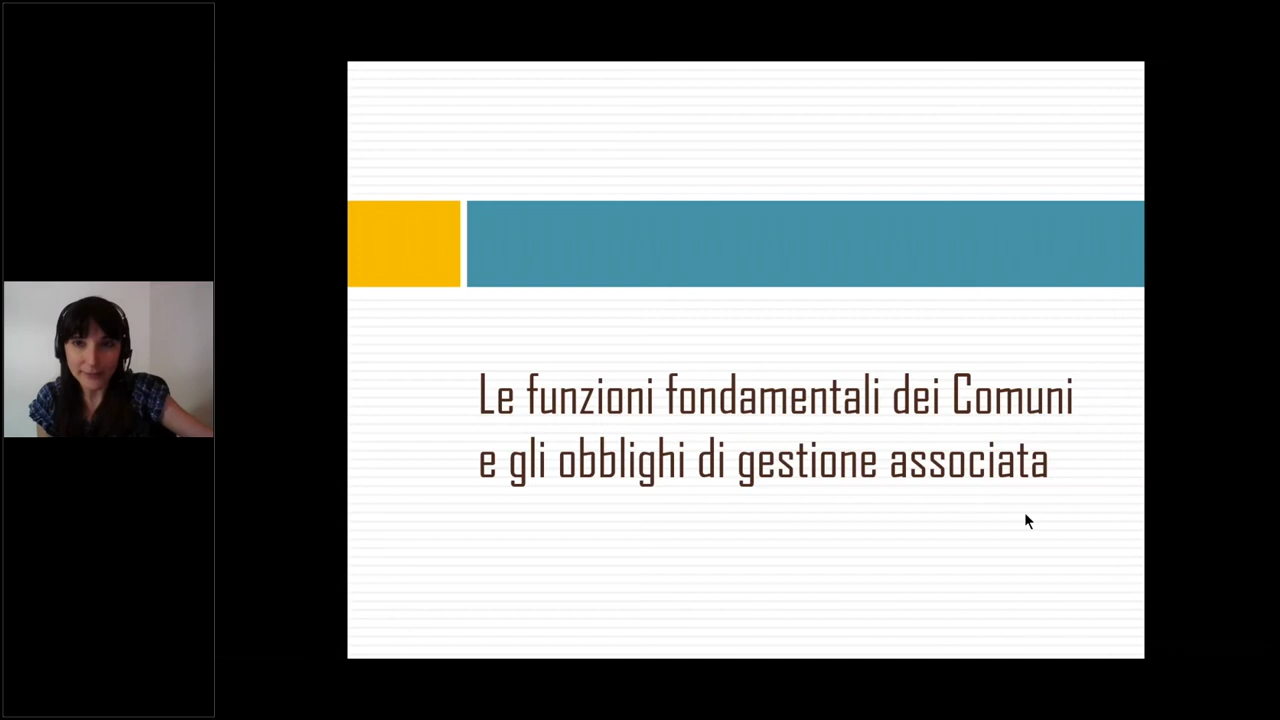 Le funzioni fondamentali dei Comuni
e gli obblighi di gestione associata